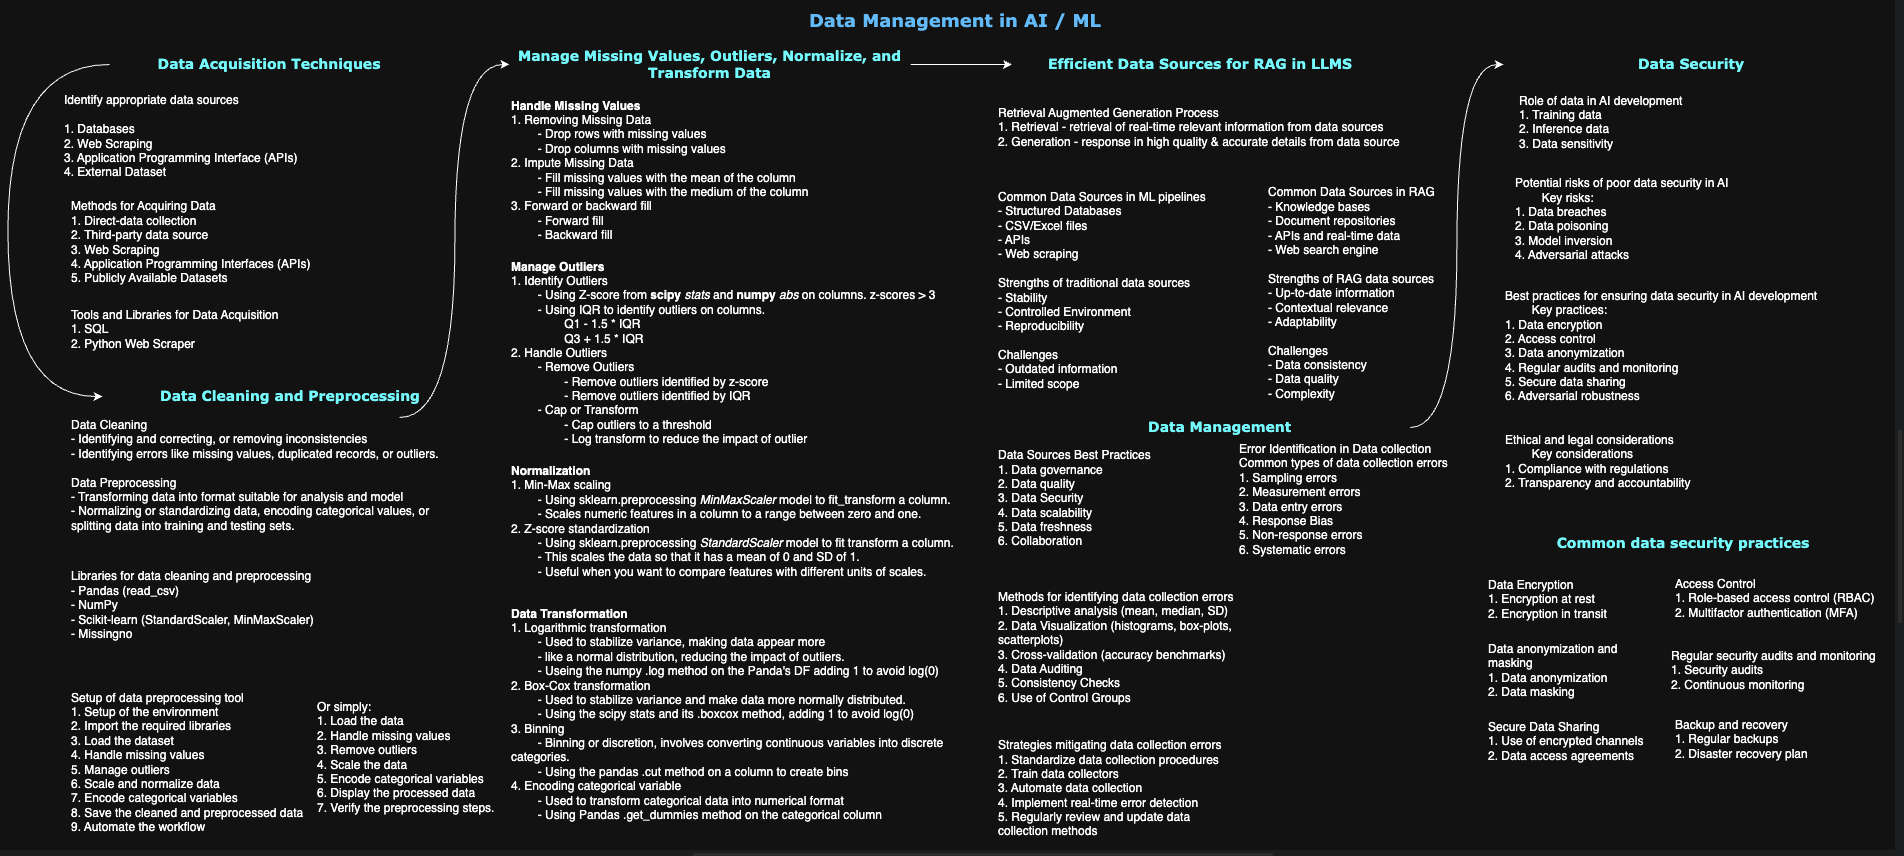 Data Management in AI / ML
Data Acquisition Techniques
Identify appropriate data sources
1. Databases
2. Web Scraping
3. Application Programming Interface (APIs)
4. External Dataset
Methods for Acquiring Data
1. Direct-data collection
2. Third-party data source
3. Web Scraping
4. Application Programming Interfaces (APIs)
5. Publicly Available Datasets
Tools and Libraries for Data Acquisition
1. SQL
2. Python Web Scraper
Data Cleaning and Preprocessing
Data Cleaning
- Identifying and correcting, or removing inconsistencies
- Identifying errors like missing values, duplicated records, or outliers.
Data Preprocessing
- Transforming data into format suitable for analysis and model
- Normalizing or standardizing data, encoding categorical values, or
splitting data into training and testing sets.
Libraries for data cleaning and preprocessing
- Pandas (read_csv)
- NumPy
- Scikit-learn (StandardScaler, MinMaxScaler)
- Missingno
Setup of data preprocessing tool
1. Setup of the environment
2. Import the required libraries
3. Load the dataset
4. Handle missing values
5. Manage outliers
6. Scale and normalize data
7. Encode categorical variables
8. Save the cleaned and preprocessed data
9. Automate the workflow
Or simply:
1. Load the data
2. Handle missing values
3. Remove outliers
4. Scale the data
5. Encode categorical variables
6. Display the processed data
7. Verify the preprocessing steps.
Manage Missing Values, Outliers, Normalize, and
Transform Data
Handle Missing Values
1. Removing Missing Data
- Drop rows with missing values
- Drop columns with missing values
2. Impute Missing Data
- Fill missing values with the mean of the column
- Fill missing values with the medium of the column
3. Forward or backward fill
- Forward fill
- Backward fill
Manage Outliers
1. Identify Outliers
- Using Z-score from scipy stats and numpy abs on columns. z-scores > 3
- Using IQR to identify outliers on columns.
Q1 - 1.5 * IQR
Q3 + 1.5 * IQR
2. Handle Outliers
- Remove Outliers
- Remove outliers identified by z-score
- Remove outliers identified by IQR
- Cap or Transform
- Cap outliers to a threshold
- Log transform to reduce the impact of outlier
Normalization
1. Min-Max scaling
- Using sklearn.preprocessing MinMaxScaler model to fit_transform a column.
- Scales numeric features in a column to a range between zero and one.
2. Z-score standardization
- Using sklearn.preprocessing StandardScaler model to fit transform a column.
- This scales the data so that it has a mean of 0 and SD of 1.
- Useful when you want to compare features with different units of scales.
Data Transformation
1. Logarithmic transformation
- Used to stabilize variance, making data appear more
- like a normal distribution, reducing the impact of outliers.
- Useing the numpy .log method on the Panda's DF adding 1 to avoid log(0)
2. Box-Cox transformation
- Used to stabilize variance and make data more normally distributed.
- Using the scipy stats and its .boxcox method, adding 1 to avoid log(0)
3. Binning
- Binning or discretion, involves converting continuous variables into discrete
categories.
- Using the pandas .cut method on a column to create bins
4. Encoding categorical variable
- Used to transform categorical data into numerical format
- Using Pandas .get_dummies method on the categorical column
Efficient Data Sources for RAG in LLMS
Retrieval Augmented Generation Process
1. Retrieval - retrieval of real-time relevant information from data sources
2. Generation - response in high quality & accurate details from data source
Common Data Sources in ML pipelines
- Structured Databases
- CSV/Excel files
- APIs
- Web scraping
Strengths of traditional data sources
- Stability
- Controlled Environment
- Reproducibility
Challenges
- Outdated information
- Limited scope
Common Data Sources in RAG
- Knowledge bases
- Document repositories
- APIs and real-time data
- Web search engine
Strengths of RAG data sources
- Up-to-date information
- Contextual relevance
- Adaptability
Challenges
- Data consistency
- Data quality
- Complexity
Data Management
Data Sources Best Practices
1. Data governance
2. Data quality
3. Data Security
4. Data scalability
5. Data freshness
6. Collaboration
Error Identification in Data collection
Common types of data collection errors
1. Sampling errors
2. Measurement errors
3. Data entry errors
4. Response Bias
5. Non-response errors
6. Systematic errors
Methods for identifying data collection errors
1. Descriptive analysis (mean, median, SD)
2. Data Visualization (histograms, box-plots,
scatterplots)
3. Cross-validation (accuracy benchmarks)
4. Data Auditing
5. Consistency Checks
6. Use of Control Groups
Strategies mitigating data collection errors
1. Standardize data collection procedures
2. Train data collectors
3. Automate data collection
4. Implement real-time error detection
5. Regularly review and update data
collection methods
Data Security
Role of data in AI development
1. Training data
2. Inference data
3. Data sensitivity
Potential risks of poor data security in AI
Key risks:
1. Data breaches
2. Data poisoning
3. Model inversion
4. Adversarial attacks
Best practices for ensuring data security in AI development
Key practices:
1. Data encryption
2. Access control
3. Data anonymization
4. Regular audits and monitoring
5. Secure data sharing
6. Adversarial robustness
Ethical and legal considerations
Key considerations
1. Compliance with regulations
2. Transparency and accountability
Common data security practices
Data Encryption
1. Encryption at rest
2. Encryption in transit
Access Control
1. Role-based access control (RBAC)
2. Multifactor authentication (MFA)
Data anonymization and
masking
1. Data anonymization
2. Data masking
Regular security audits and monitoring
1. Security audits
2. Continuous monitoring
Secure Data Sharing
1. Use of encrypted channels
2. Data access agreements
Backup and recovery
1. Regular backups
2. Disaster recovery plan